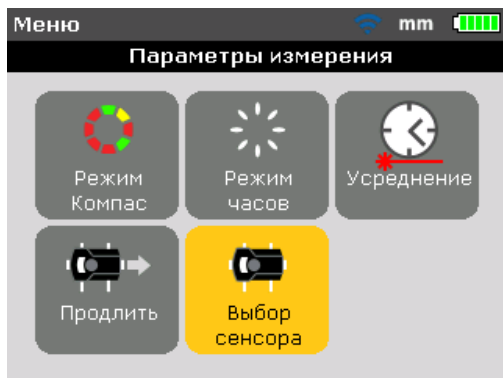 Меню mm
Параметры измерения
Режим
Компас
Режим
часов
Усреднение
Продлить
Выбор
сенсора